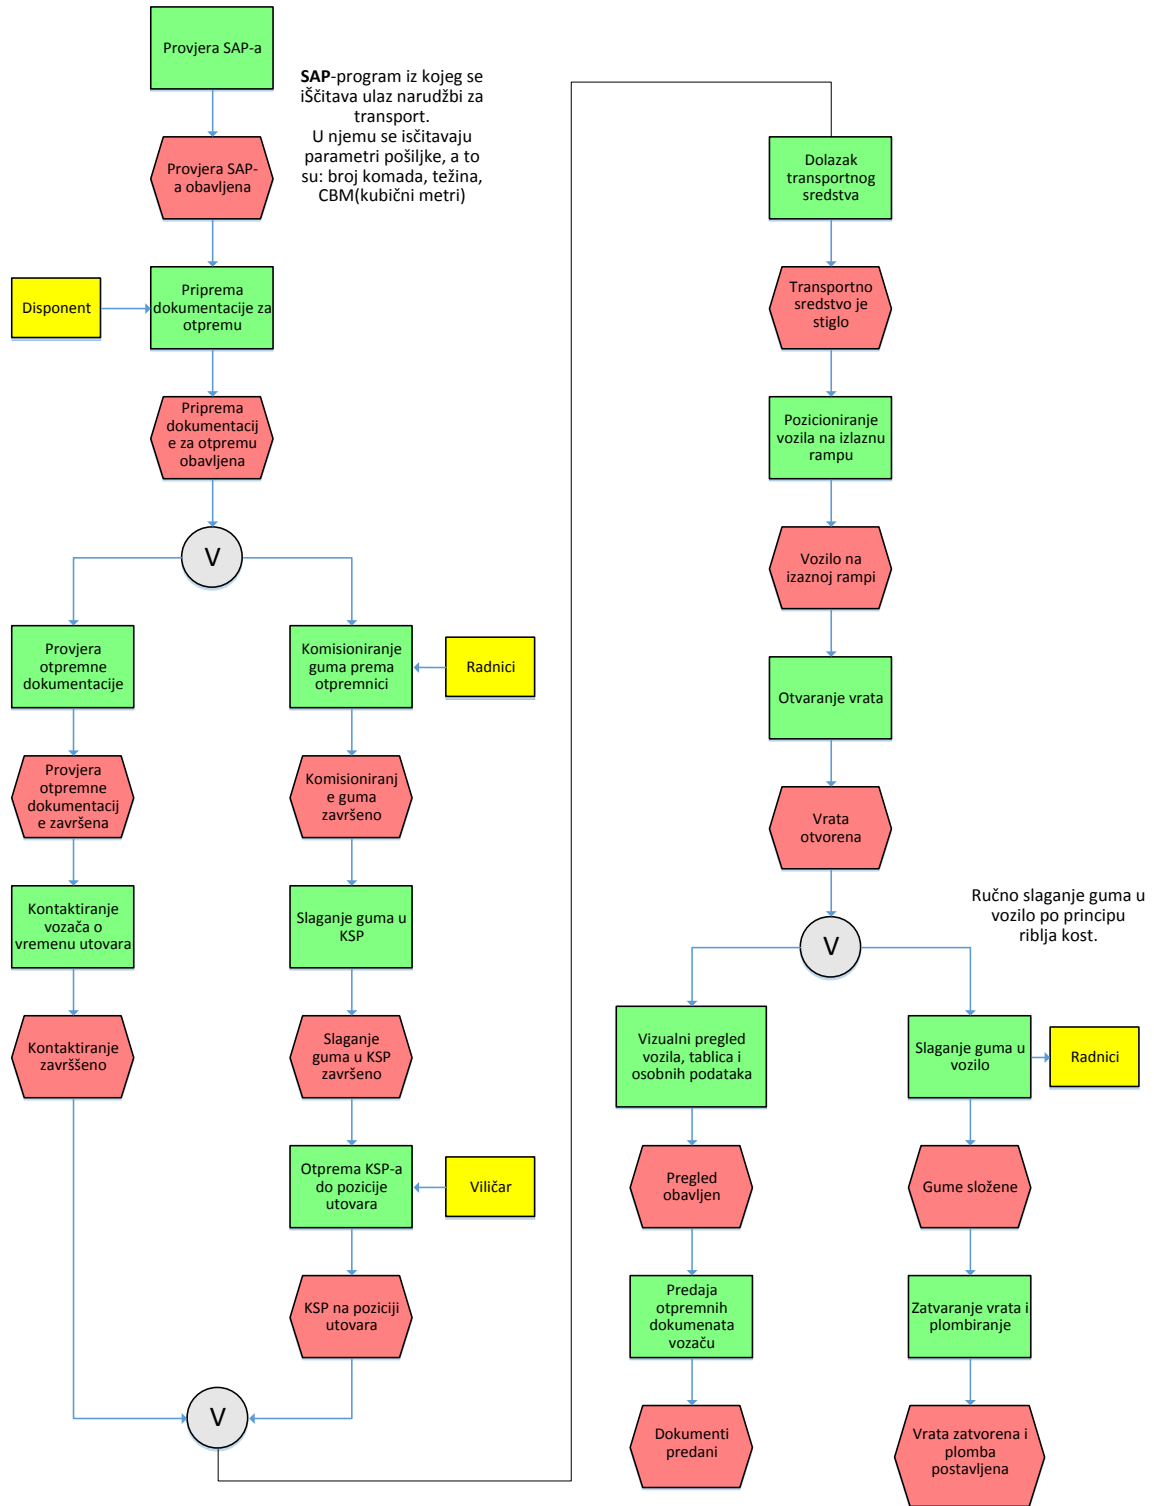 Provjera SAP-a
SAP-program iz kojeg se
iŠčitava ulaz narudžbi za
transport.
U njemu se isčitavaju
parametri pošiljke, a to
su: broj komada, težina,
CBM(kubični metri)
Provjera SAP-
a obavljena
Disponent
Priprema
dokumentacije za
otpremu
Priprema
dokumentacij
e za otpremu
obavljena
V
Provjera
otpremne
dokumentacije
Komisioniranje
guma prema
otpremnici
Radnici
Provjera
otpremne
dokumentacij
e završena
Komisioniranj
e guma
završeno
Kontaktiranje
vozača o
vremenu utovara
Slaganje guma u
KSP
Kontaktiranje
završšeno
Slaganje
guma u KSP
završeno
Otprema KSP-a
do pozicije
utovara
Viličar
KSP na poziciji
utovara
V
Dolazak
transportnog
sredstva
Transportno
sredstvo je
stiglo
Pozicioniranje
vozila na izlaznu
rampu
Vozilo na
izaznoj rampi
Otvaranje vrata
Vrata
otvorena
Ručno slaganje guma u
vozilo po principu
riblja kost.
V
Vizualni pregled
vozila, tablica i
osobnih podataka
Slaganje guma u
vozilo
Radnici
Pregled
obavljen
Gume složene
Predaja
otpremnih
dokumenata
vozaču
Zatvaranje vrata i
plombiranje
Dokumenti
predani
Vrata zatvorena i
plomba
postavljena